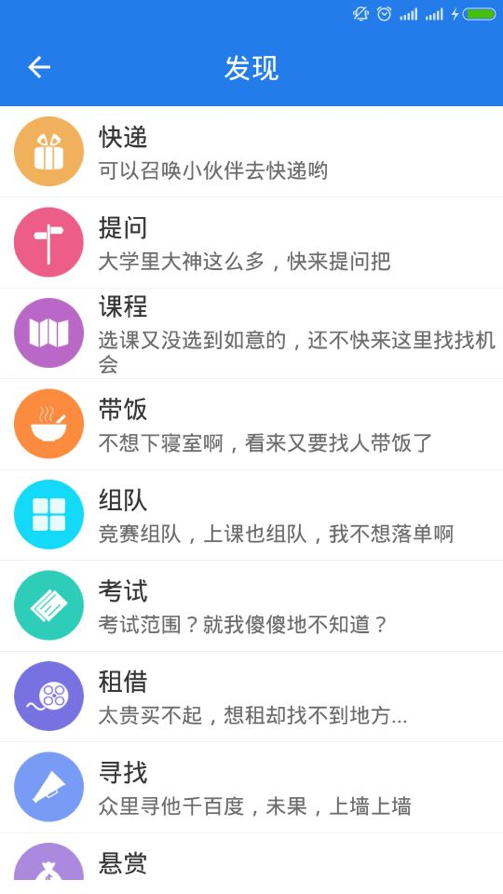 发现
快递
可以召唤小伙伴去快递哟
提问
大学里大神这么多，快来提问把
课程
选课又没选到如意的，还不快来这里找找机
会
带饭
不想下寝室啊，看来又要找人带饭了
组队
竞赛组队，上课也组队，我不想落单啊
考试
考试范围？就我傻傻地不知道？
租借
太贵买不起，想租却找不到地方...
寻找
众里寻他千百度，未果，上墙上墙
悬赏